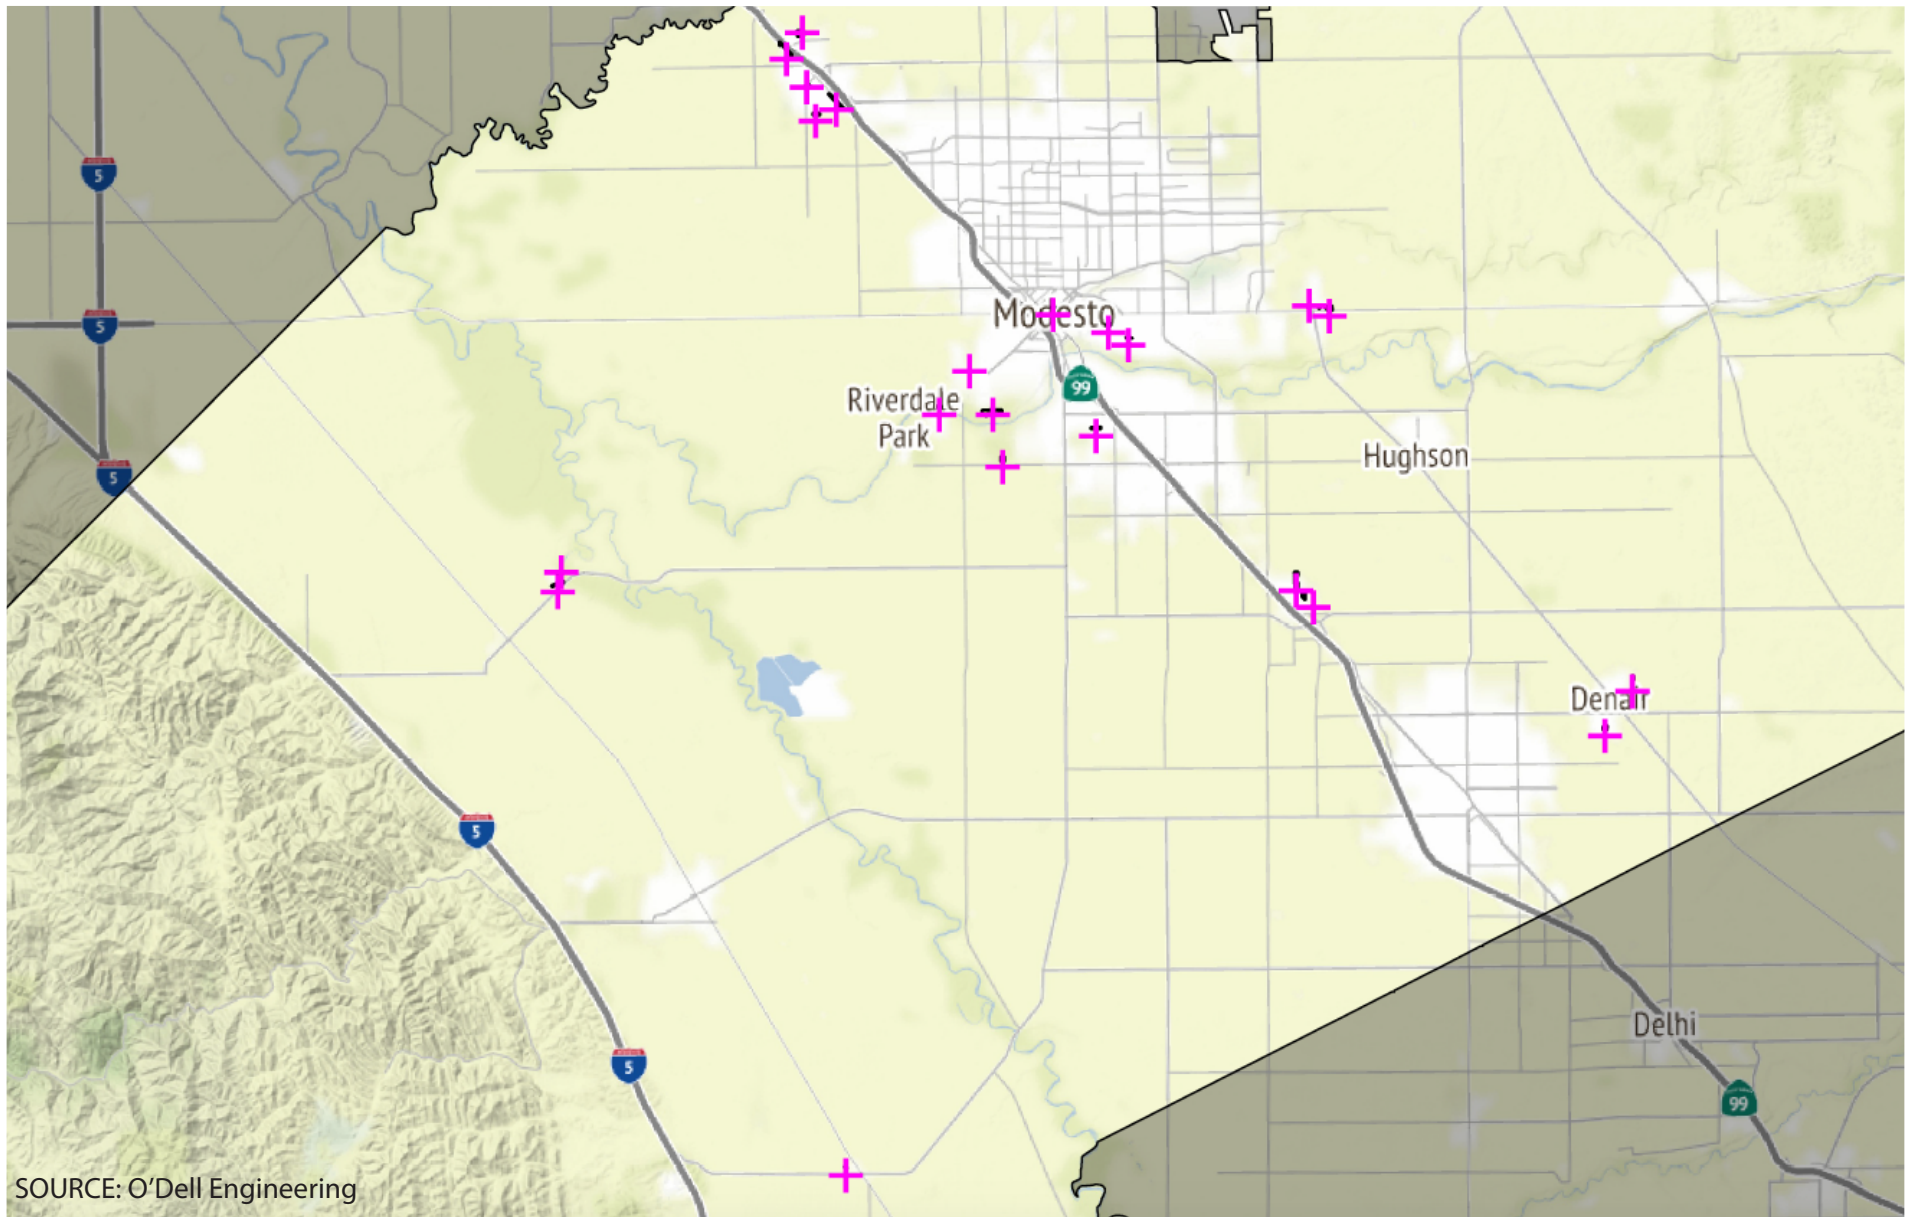 5
5
Modesto
99
Riverdale
Park
Hughson
5
Denair
5
Delhi
5
99
SOURCE: O'Dell Engineering